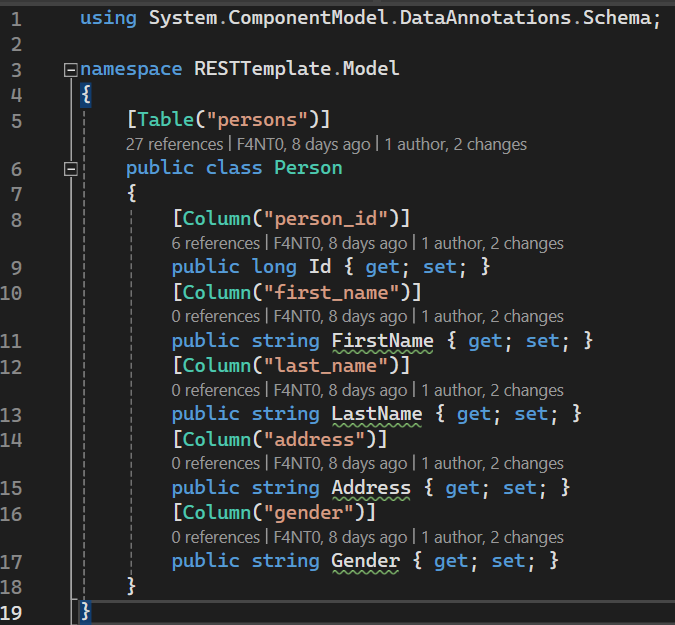 1 using System.ComponentModel.DataAnnotations.Schema;
2
3 namespace RESTTemplate.Model
4 {
5 [Table("persons")]
27 references | F4NT0, 8 days ago | 1 author, 2 changes
6 public class Person
7 {
8 [Column("person_id")]
6 references | F4NT0, 8 days ago | 1 author, 2 changes
9 public long Id { get; set; }
10 [Column("first_name")]
0 references | F4NT0, 8 days ago | 1 author, 2 changes
11 public string FirstName { get; set; }
12 [Column("last_name")]
0 references | F4NT0, 8 days ago | 1 author, 2 changes
13 public string LastName { get; set; }
14 [Column("address")]
0 references | F4NT0, 8 days ago | 1 author, 2 changes
15 public string Address { get; set; }
16 [Column("gender")]
0 references | F4NT0, 8 days ago | 1 author, 2 changes
17 public string Gender { get; set; }
18 }
19 }